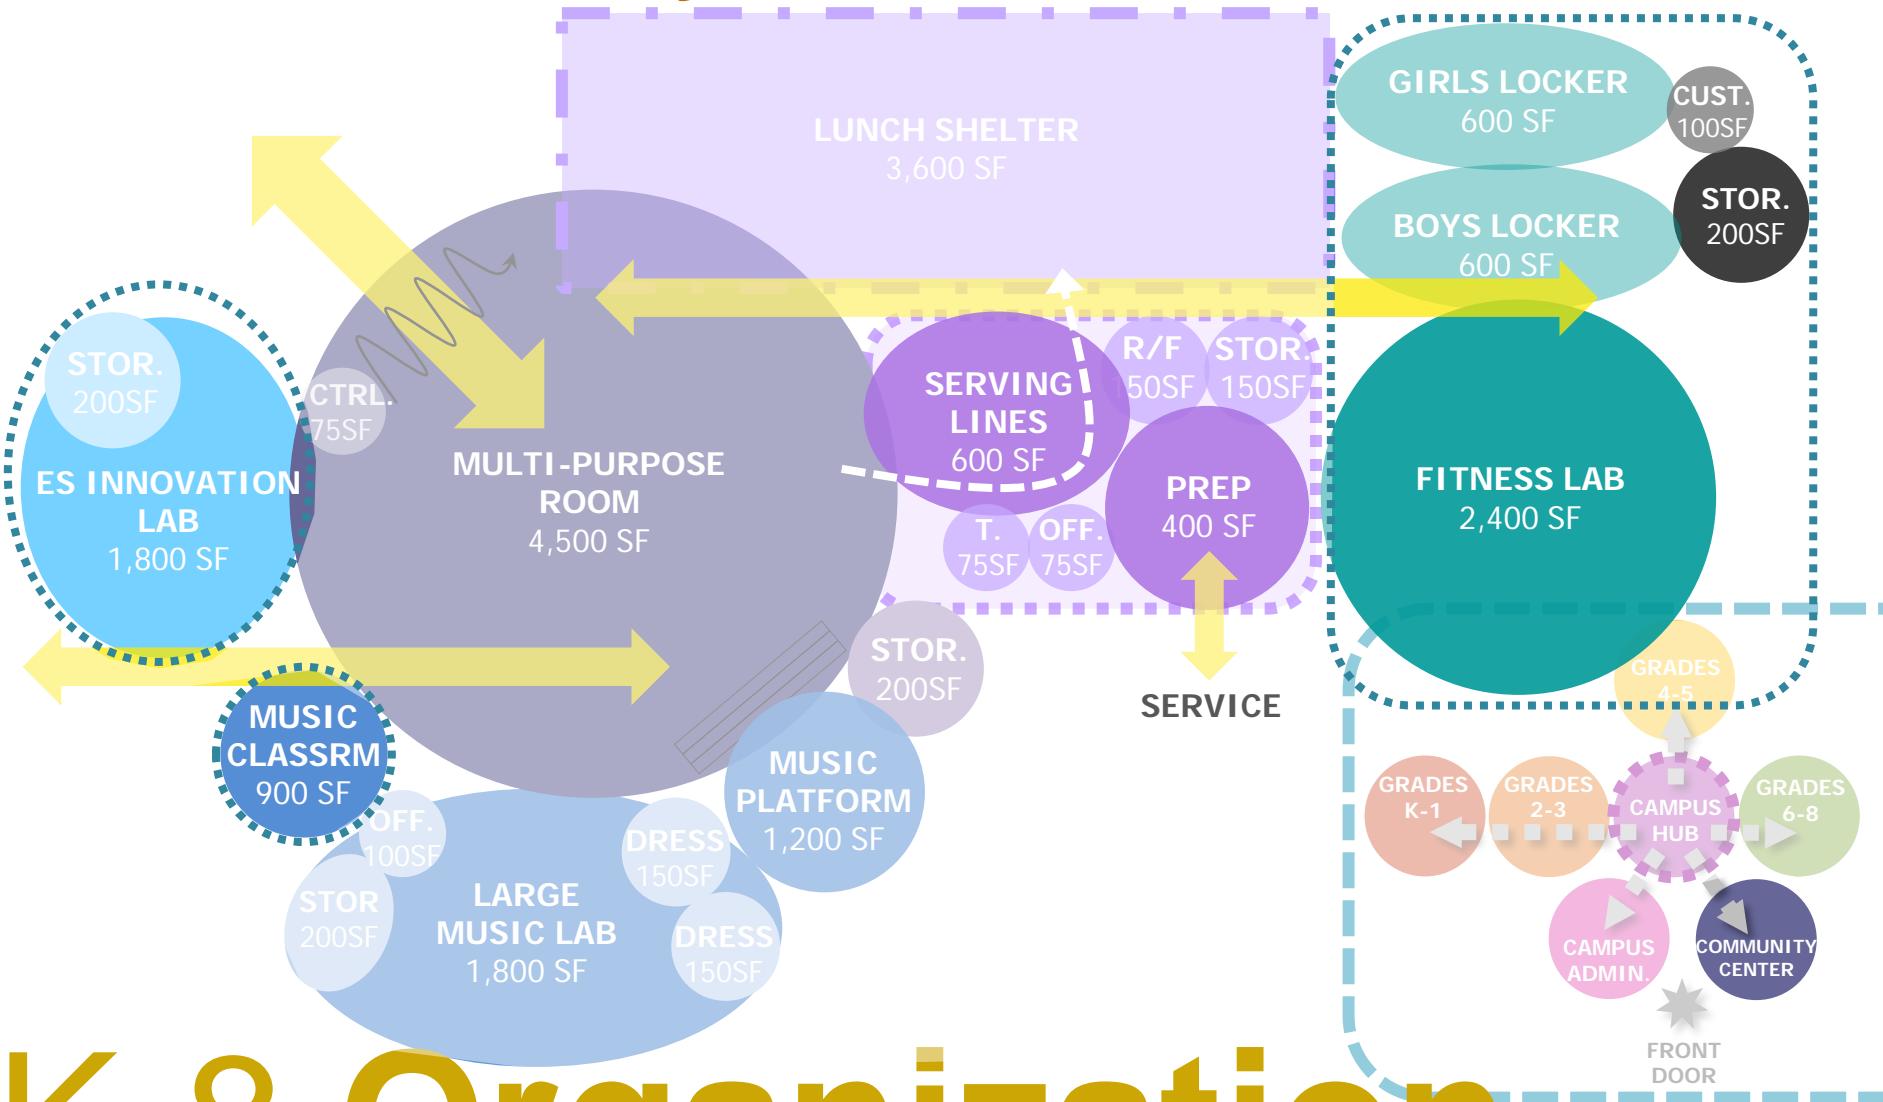 LUNCH SHELTER
3,600 SF
GIRLS LOCKER
600 SF
CUST.
100SF
BOYS LOCKER
600 SF
STOR.
200SF
STOR.
200SF
CTRL.
75SF
ES INNOVATION
LAB
1,800 SF
MULTI-PURPOSE
ROOM
4,500 SF
SERVING
LINES
600 SF
R/F
150SF
STOR.
150SF
PREP
400 SF
T.
75SF
OFF.
75SF
FITNESS LAB
2,400 SF
STOR.
200SF
SERVICE
MUSIC
CLASSRM
900 SF
MUSIC
PLATFORM
1,200 SF
OFF.
100SF
STOR
200SF
DRESS
150SF
DRESS
150SF
LARGE
MUSIC LAB
1,800 SF
GRADES
4-5
GRADES
K-1
GRADES
2-3
CAMPUS
HUB
GRADES
6-8
CAMPUS
ADMIN.
COMMUNITY
CENTER
FRONT
DOOR
K & Organization